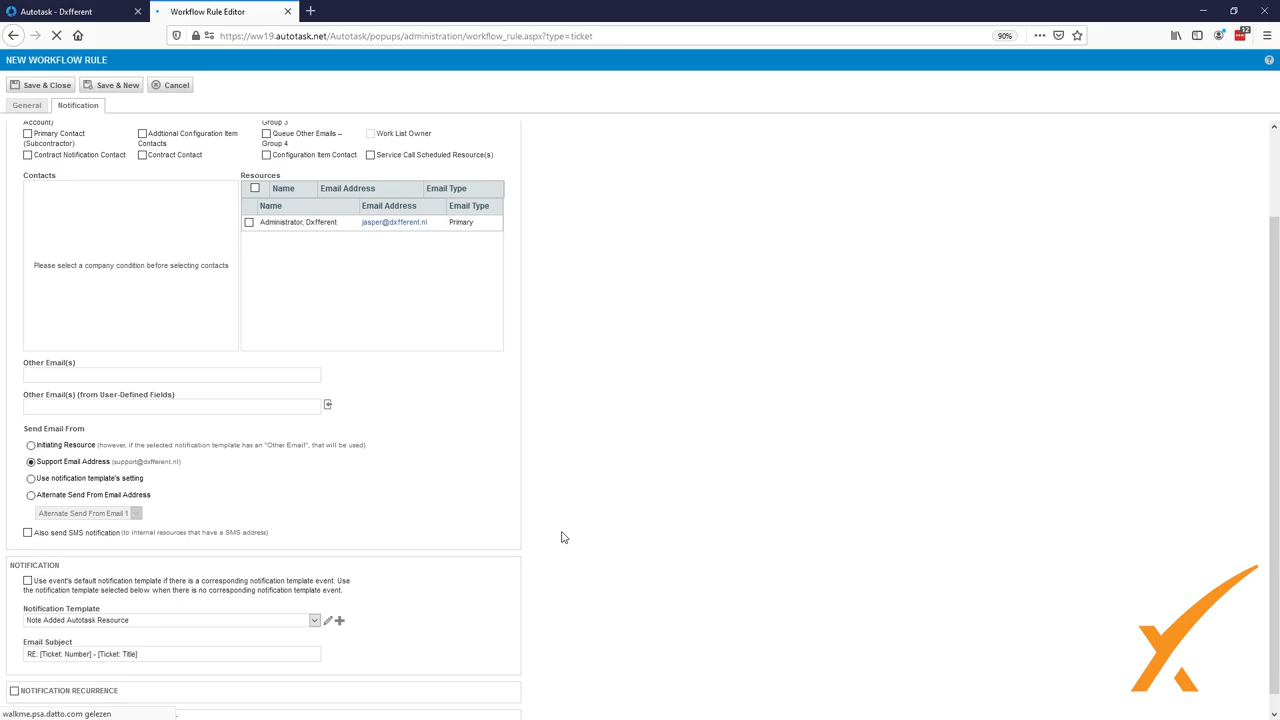 Autotask - Dxfferent
Workflow Rule Editor
https://ww19.autotask.net/Autotask/popups/administration/workflow_rule.aspx?type=ticket
90%
12
NEW WORKFLOW RULE
Save & Close
Save & New
Cancel
General
Notification
Account)
Group 3
Primary Contact
(Subcontractor)
Addtional Configuration Item
Contacts
Queue Other Emails –
Group 4
Work List Owner
Contract Notification Contact
Contract Contact
Configuration Item Contact
Service Call Scheduled Resource(s)
Contacts
Resources
Name Email Address Email Type
Name Email Address Email Type
Administrator, Dxfferent jasper@dxfferent.nl Primary
Please select a company condition before selecting contacts
Other Email(s)
Other Email(s) (from User-Defined Fields)
Send Email From
Initiating Resource (however, if the selected notification template has an "Other Email", that will be used)
Support Email Address (support@dxfferent.nl)
Use notification template's setting
Alternate Send From Email Address
Alternate Send From Email 1
Also send SMS notification (to internal resources that have a SMS address)
NOTIFICATION
Use event's default notification template if there is a corresponding notification template event. Use
the notification template selected below when there is no corresponding notification template event.
Notification Template
Note Added Autotask Resource
Email Subject
RE: [Ticket: Number] - [Ticket: Title]
NOTIFICATION RECURRENCE
walkme.psa.datto.com gelezen